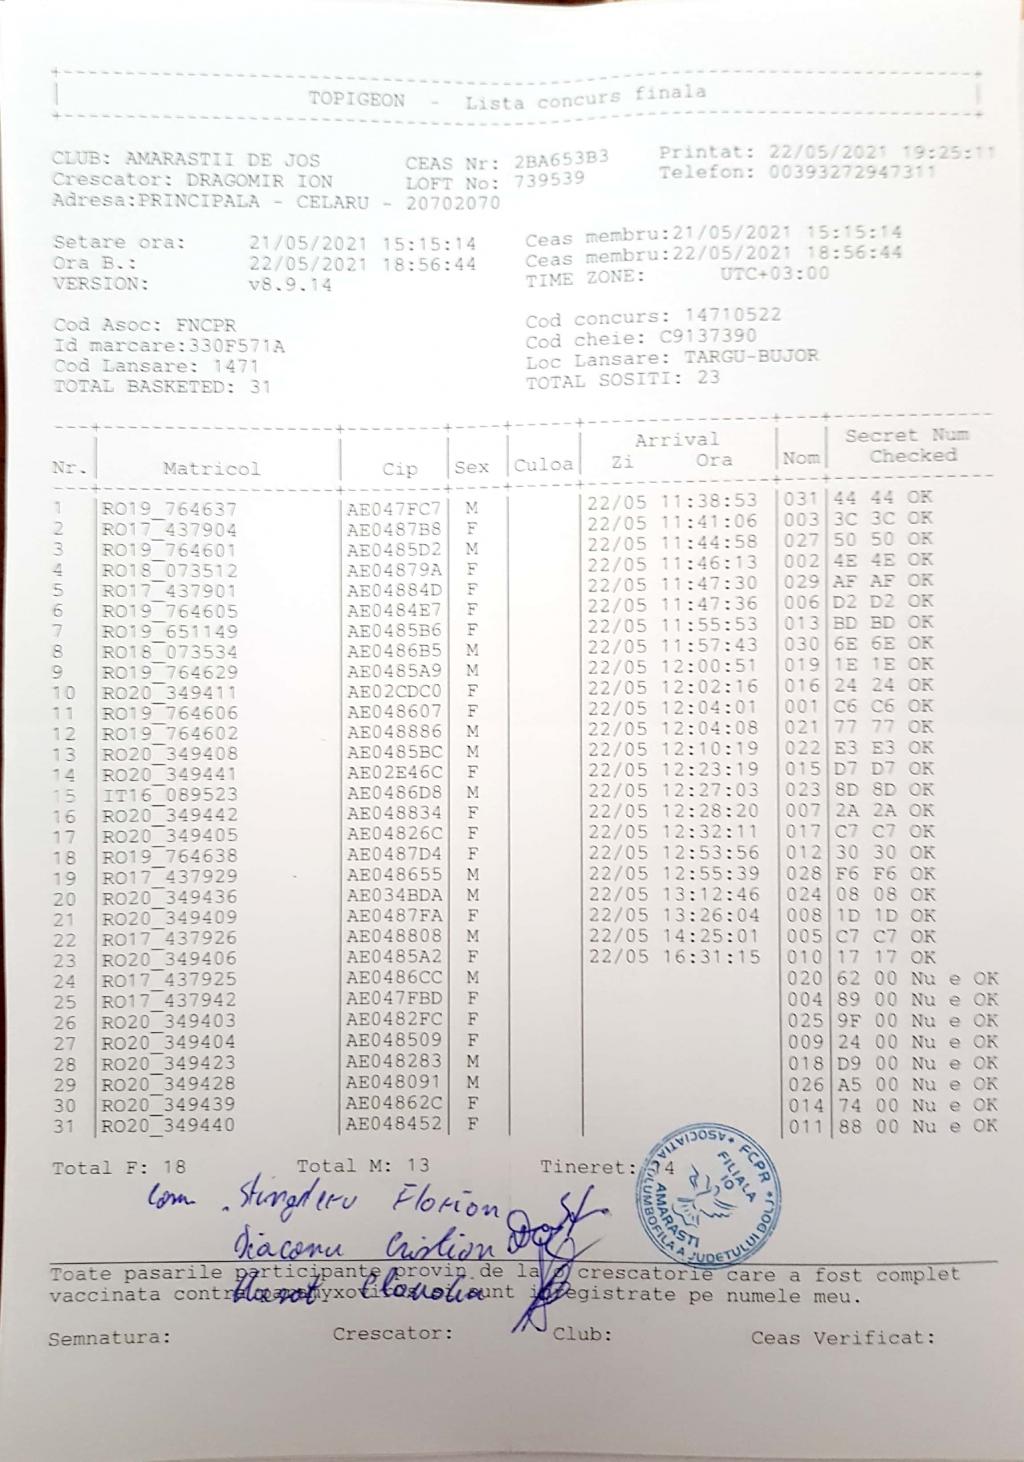 TOPIGEON - Lista concurs finala
CLUB: AMARASTII DE JOS CEAS Nr: 2BA653B3 Printat: 22/05/2021 19:25:11
Crescator: DRAGOMIR ION LOFT No: 739539 Telefon: 00393272947311
Adresa:PRINCIPALA - CELARU - 20702070
Setare ora: 21/05/2021 15:15:14 Ceas membru:21/05/2021 15:15:14
Ora B.: 22/05/2021 18:56:44 Ceas membru:22/05/2021 18:56:44
VERSION: v8.9.14 TIME ZONE: UTC+03:00
Cod Asoc: FNCPR Cod concurs: 14710522
Id marcare:330F571A Cod cheie: C9137390
Cod Lansare: 1471 Loc Lansare: TARGU-BUJOR
TOTAL BASKETED: 31 TOTAL SOSITI: 23
Arrival Secret Num
Nr. Matricol Cip Sex Culoa Zi Ora Nom Checked
1 RO19_764637 AE047FC7 M 22/05 11:38:53 031 44 44 OK
2 RO17_437904 AE0487B8 F 22/05 11:41:06 003 3C 3C OK
3 RO19_764601 AE0485D2 M 22/05 11:44:58 027 50 50 OK
4 RO18_073512 AE04879A F 22/05 11:46:13 002 4E 4E OK
5 RO17_437901 AE04884D F 22/05 11:47:30 029 AF AF OK
6 RO19_764605 AE0484E7 F 22/05 11:47:36 006 D2 D2 OK
7 RO19_651149 AE0485B6 F 22/05 11:55:53 013 BD BD OK
8 RO18_073534 AE0486B5 M 22/05 11:57:43 030 6E 6E OK
9 RO19_764629 AE0485A9 M 22/05 12:00:51 019 1E 1E OK
10 RO20_349411 AE02CDC0 F 22/05 12:02:16 016 24 24 OK
11 RO19_764606 AE048607 F 22/05 12:04:01 001 C6 C6 OK
12 RO19_764602 AE048886 M 22/05 12:04:08 021 77 77 OK
13 RO20_349408 AE0485BC M 22/05 12:10:19 022 E3 E3 OK
14 RO20_349441 AE02E46C F 22/05 12:23:19 015 D7 D7 OK
15 IT16_089523 AE0486D8 M 22/05 12:27:03 023 8D 8D OK
16 RO20_349442 AE048834 F 22/05 12:28:20 007 2A 2A OK
17 RO20_349405 AE04826C F 22/05 12:32:11 017 C7 C7 OK
18 RO19_764638 AE0487D4 F 22/05 12:53:56 012 30 30 OK
19 RO17_437929 AE048655 M 22/05 12:55:39 028 F6 F6 OK
20 RO20_349436 AE034BDA M 22/05 13:12:46 024 08 08 OK
21 RO20_349409 AE0487FA F 22/05 13:26:04 008 1D 1D OK
22 RO17_437926 AE048808 M 22/05 14:25:01 005 C7 C7 OK
23 RO20_349406 AE0485A2 F 22/05 16:31:15 010 17 17 OK
24 RO17_437925 AE0486CC M 020 62 00 Nu e OK
25 RO17_437942 AE047FBD F 004 89 00 Nu e OK
26 RO20_349403 AE0482FC F 025 9F 00 Nu e OK
27 RO20_349404 AE048509 F 009 24 00 Nu e OK
28 RO20_349423 AE048283 M 018 D9 00 Nu e OK
29 RO20_349428 AE048091 M 026 A5 00 Nu e OK
30 RO20_349439 AE04862C F 014 74 00 Nu e OK
31 RO20_349440 AE048452 F 011 88 00 Nu e OK
Total F: 18 Total M: 13 Tineret: 14
Com. Florion
Diaconu Cristion
FCPR * ASOCIATIA COLUMBOFILA A JUDETULUI DOLJ *
FILIALA
10
AMARASTI
Toate pasarile participante provin de la crescatorie care a fost complet
vaccinata contra inregistrate pe numele meu.
Semnatura: Crescator: Club: Ceas Verificat: